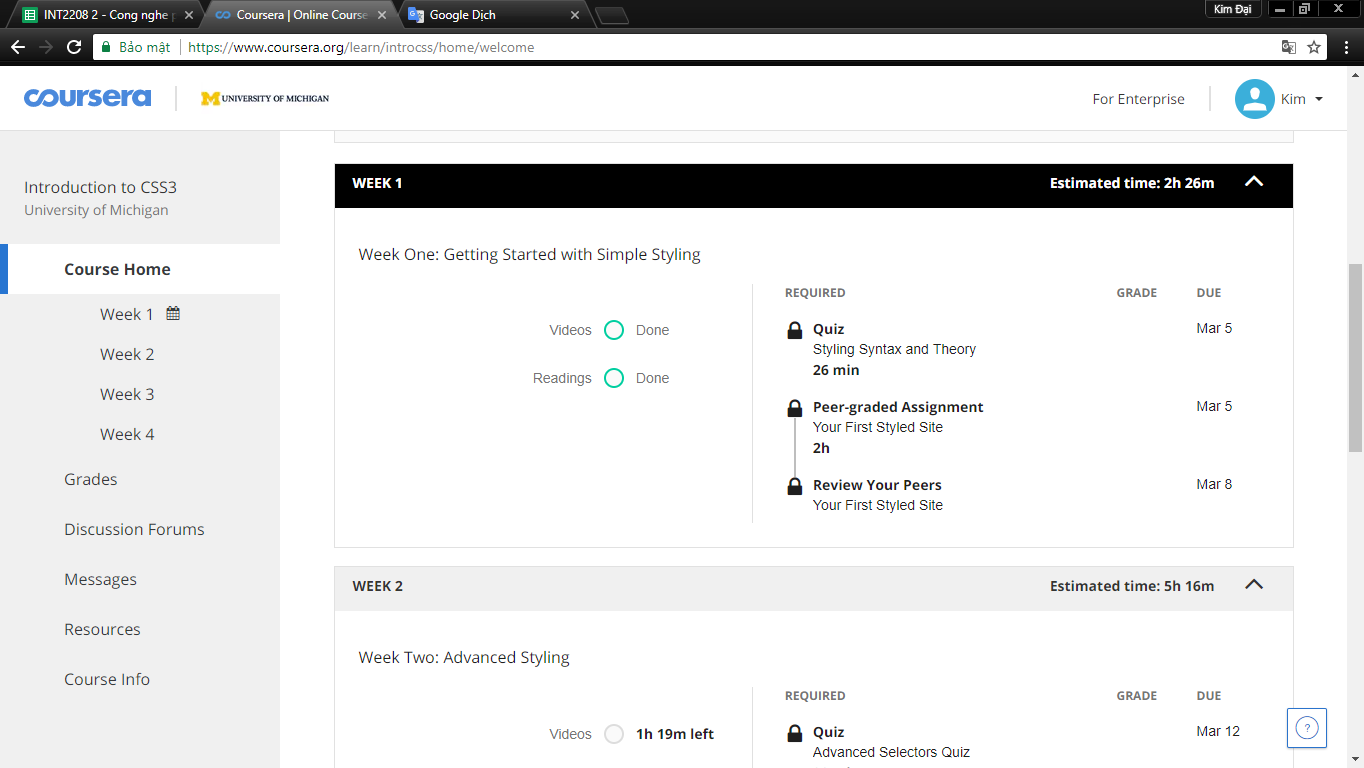 INT2208 2 - Cong nghe p
Coursera | Online Course
Google Dịch
Kim Đại
Bảo mật
https://www.coursera.org/learn/introcss/home/welcome
coursera
M UNIVERSITY OF MICHIGAN
For Enterprise
Kim
Introduction to CSS3
University of Michigan
Course Home
Week 1
Week 2
Week 3
Week 4
Grades
Discussion Forums
Messages
Resources
Course Info
WEEK 1
Estimated time: 2h 26m
Week One: Getting Started with Simple Styling
Videos Done
Readings Done
REQUIRED GRADE DUE
Quiz Mar 5
Styling Syntax and Theory
26 min
Peer-graded Assignment Mar 5
Your First Styled Site
2h
Review Your Peers Mar 8
Your First Styled Site
WEEK 2
Estimated time: 5h 16m
Week Two: Advanced Styling
Videos 1h 19m left
REQUIRED GRADE DUE
Quiz Mar 12
Advanced Selectors Quiz
?